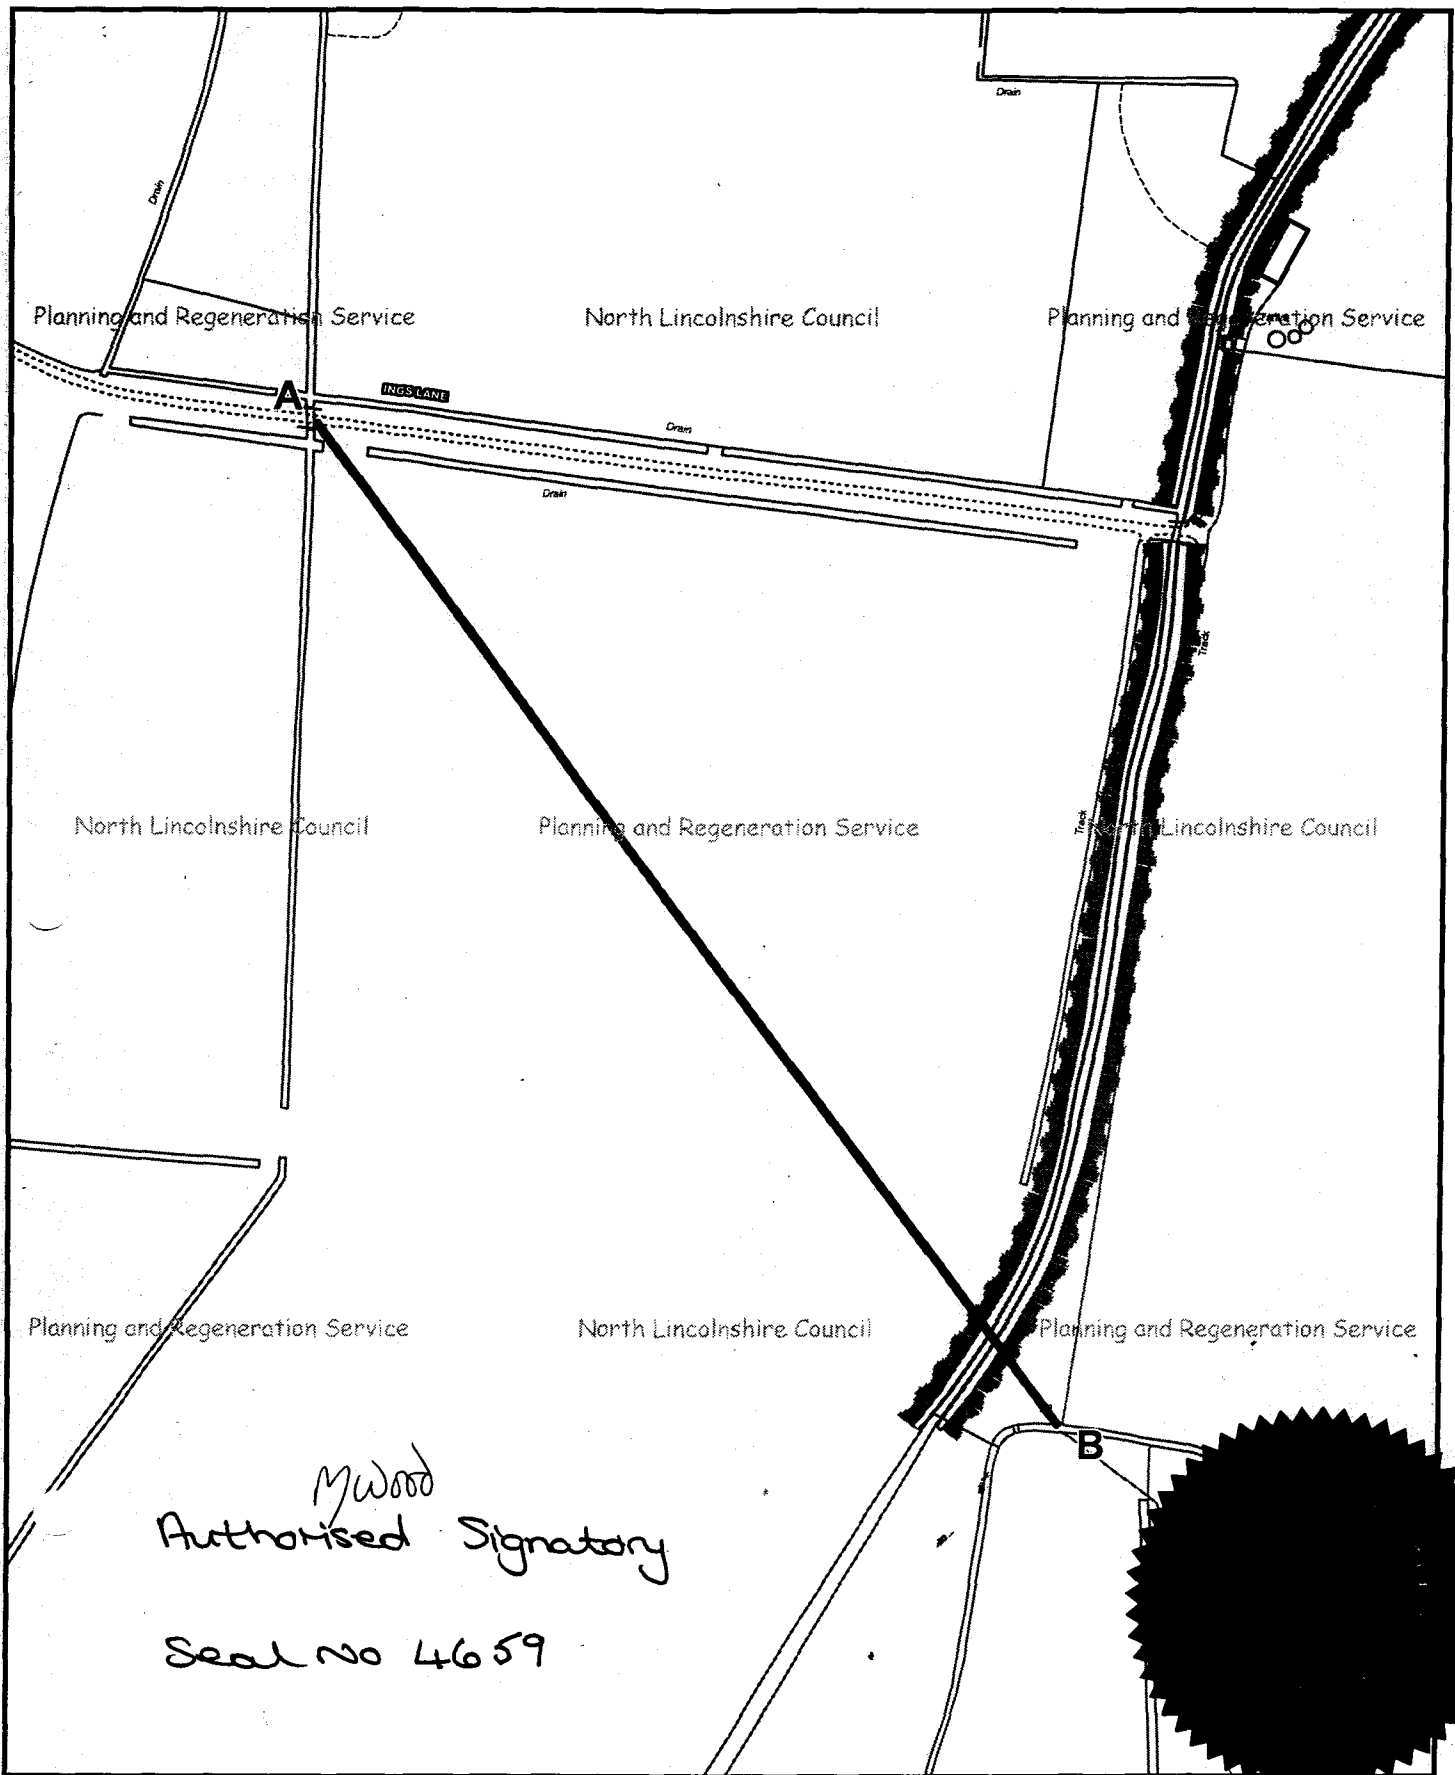 Drain
Drain
Planning and Regeneration Service
North Lincolnshire Council
Planning and Regeneration Service
A
INGS LANE
Drain
Drain
Track
Track
North Lincolnshire Council
Planning and Regeneration Service
North Lincolnshire Council
Planning and Regeneration Service
North Lincolnshire Council
Planning and Regeneration Service
B
MWood
Authorised Signatory
Seal No 4659